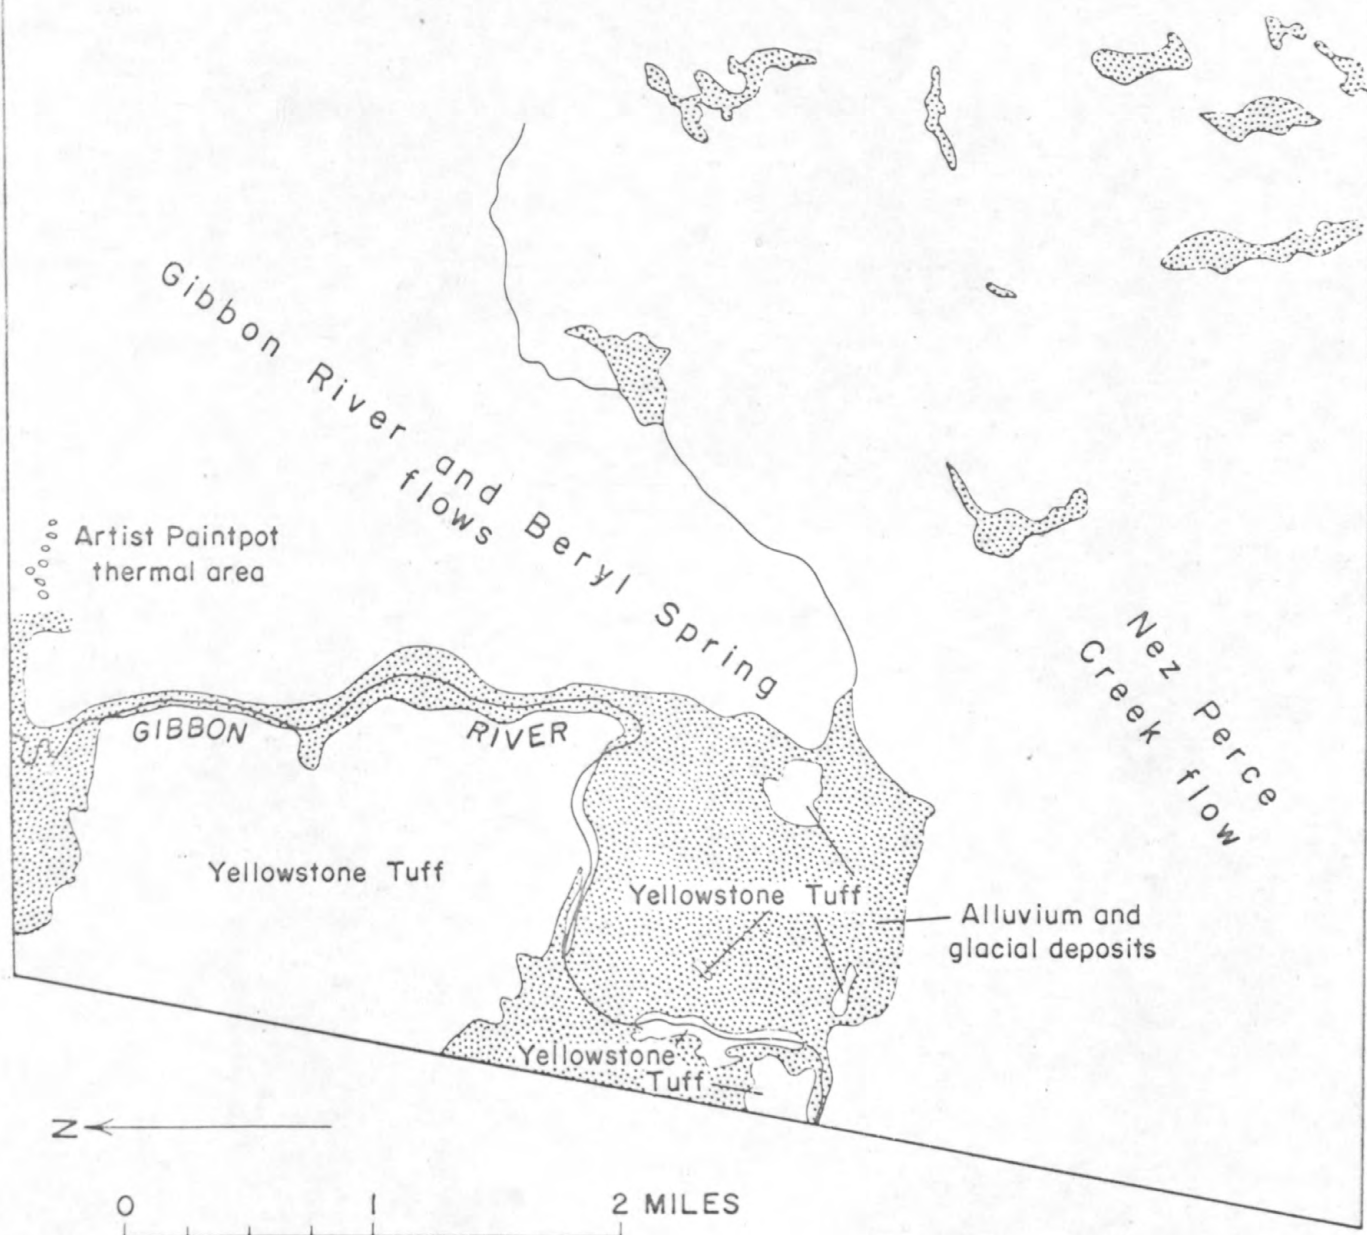 Gibbon River and Beryl Spring
flows
Artist Paintpot
thermal area
Nez Perce
Creek flow
GIBBON RIVER
Yellowstone Tuff
Yellowstone Tuff
Alluvium and
glacial deposits
Yellowstone
Tuff
N
0 1 2 MILES